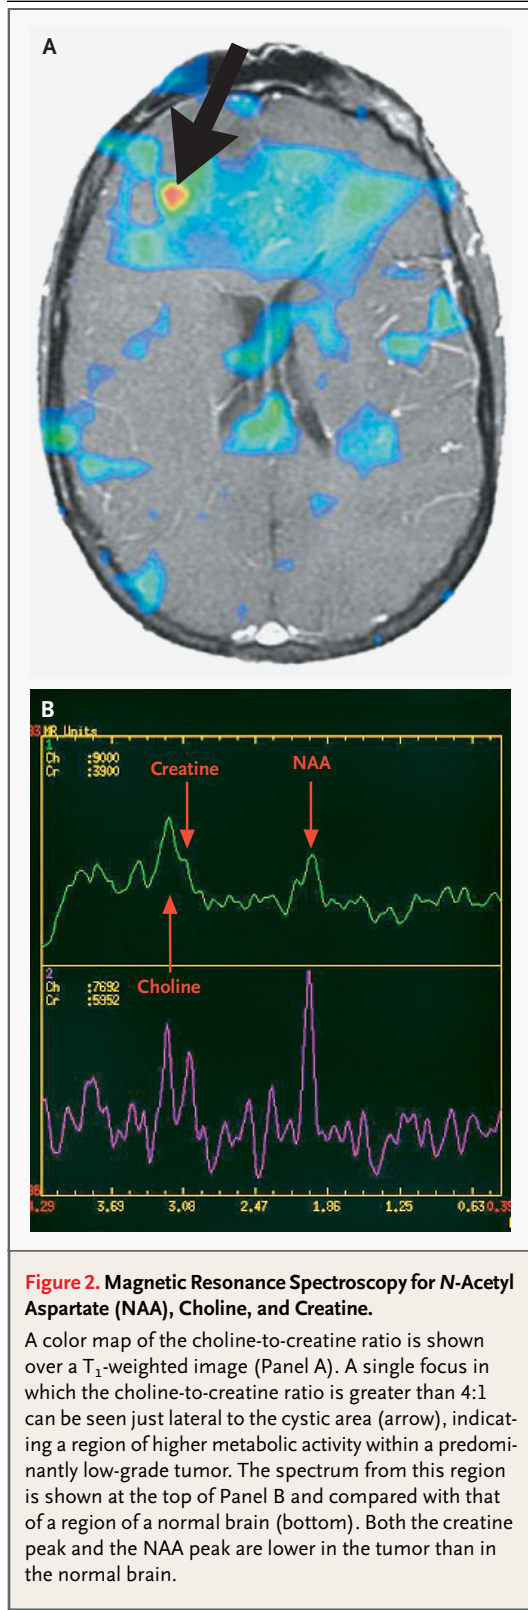 A
B
MR Units
1
Ch :9000
Cr :3900
Creatine
NAA
2
Ch :7692
Cr :5952
Choline
3.69 3.08 2.47 1.86 1.25 0.63
Figure 2. Magnetic Resonance Spectroscopy for N-Acetyl
Aspartate (NAA), Choline, and Creatine.
A color map of the choline-to-creatine ratio is shown
over a T₁-weighted image (Panel A). A single focus in
which the choline-to-creatine ratio is greater than 4:1
can be seen just lateral to the cystic area (arrow), indicat-
ing a region of higher metabolic activity within a predomi-
nantly low-grade tumor. The spectrum from this region
is shown at the top of Panel B and compared with that
of a region of a normal brain (bottom). Both the creatine
peak and the NAA peak are lower in the tumor than in
the normal brain.